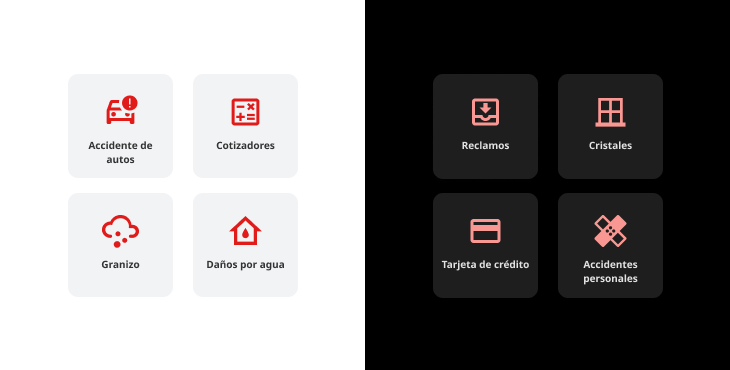 Accidente de
autos
Cotizadores
Granizo
Daños por agua
Reclamos
Cristales
Tarjeta de crédito
Accidentes
personales